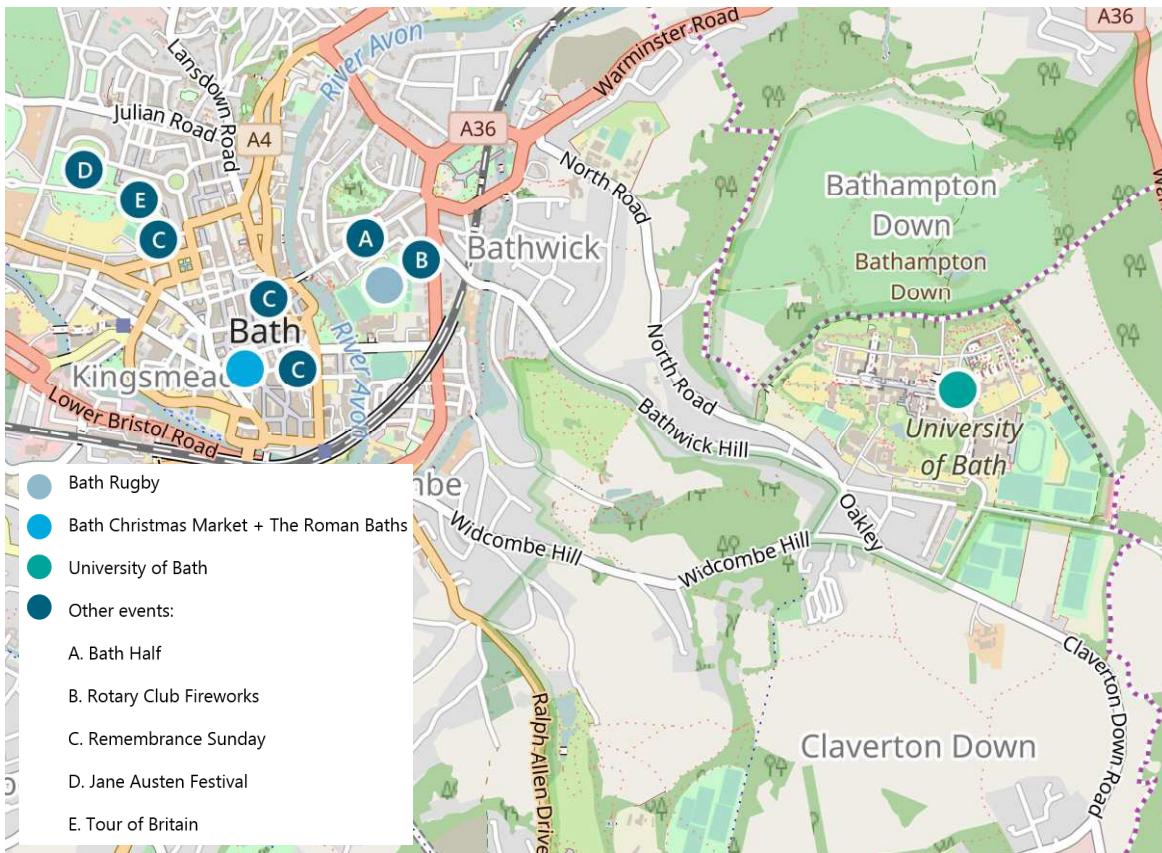 A36
Warminster Road
River Avon
Lansdown Road
Julian Road
A4
A36
North Road
Bathampton
Down
Bathampton
Down
D
E
C
A
B
Bathwick
C
Bath
River Avon
Kingsmea
C
North Road
University
of Bath
Lower Bristol Road
Bathwick Hill
Oakley
Widcombe Hill
Widcombe Hill
mbe
Claverton Down Road
Ralph Allen Drive
Claverton Down
Bath Rugby
Bath Christmas Market + The Roman Baths
University of Bath
Other events:
A. Bath Half
B. Rotary Club Fireworks
C. Remembrance Sunday
D. Jane Austen Festival
E. Tour of Britain